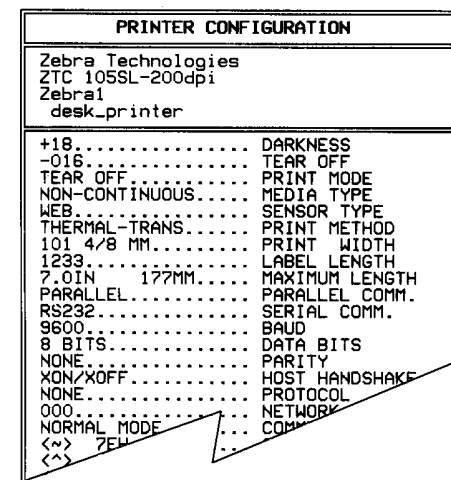 PRINTER CONFIGURATION
Zebra Technologies
ZTC 105SL-200dpi
Zebra1
desk_printer
+18................ DARKNESS
-016............... TEAR OFF
TEAR OFF........... PRINT MODE
NON-CONTINUOUS..... MEDIA TYPE
WEB................ SENSOR TYPE
THERMAL-TRANS...... PRINT METHOD
101 4/8 MM......... PRINT WIDTH
1233............... LABEL LENGTH
7.0IN 177MM..... MAXIMUM LENGTH
PARALLEL........... PARALLEL COMM.
RS232.............. SERIAL COMM.
9600............... BAUD
8 BITS............. DATA BITS
NONE............... PARITY
XON/XOFF........... HOST HANDSHAKE
NONE............... PROTOCOL
000................ NETWORK
NORMAL MODE
<~> 7EH
<^>